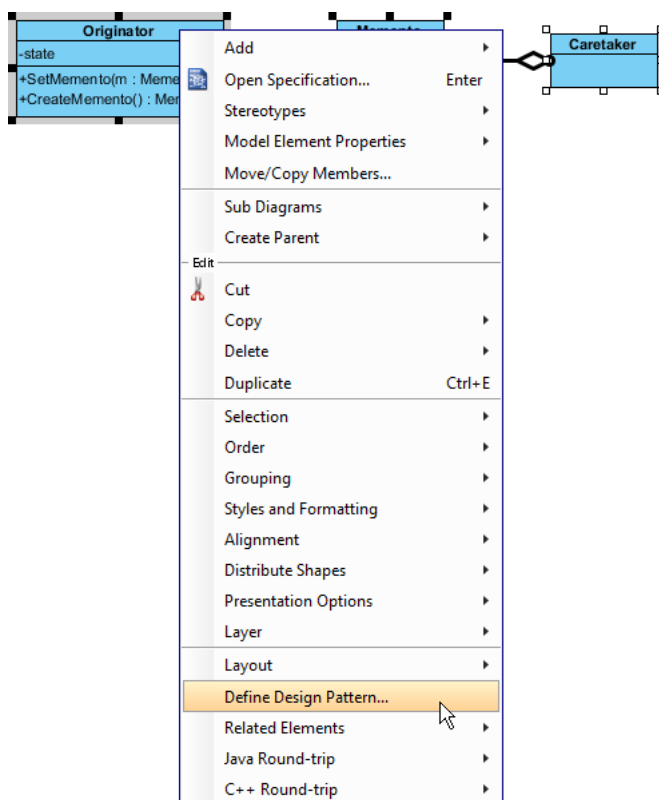 Originator
-state
+SetMemento(m : Meme
+CreateMemento() : Mer
Memento
Caretaker
Add
Open Specification... Enter
Stereotypes
Model Element Properties
Move/Copy Members...
Sub Diagrams
Create Parent
Edit
Cut
Copy
Delete
Duplicate Ctrl+E
Selection
Order
Grouping
Styles and Formatting
Alignment
Distribute Shapes
Presentation Options
Layer
Layout
Define Design Pattern...
Related Elements
Java Round-trip
C++ Round-trip